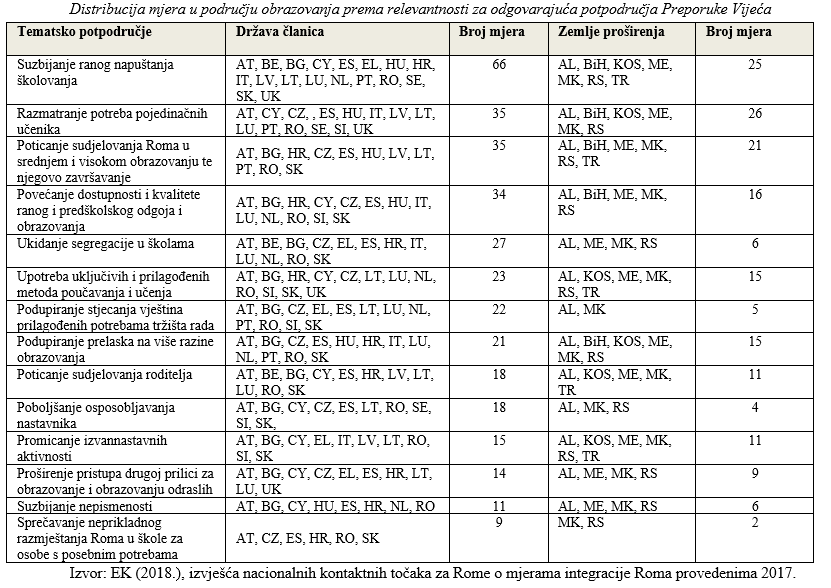 Distribucija mjera u području obrazovanja prema relevantnosti za odgovarajuća potpodručja Preporuke Vijeća
Tematsko potpodručje Država članica Broj mjera Zemlje proširenja Broj mjera
Suzbijanje ranog napuštanja AT, BE, BG, CY, ES, EL, HU, HR, 66 AL, BiH, KOS, ME, 25
školovanja IT, LV, LT, LU, NL, PT, RO, SE, MK, RS, TR
SK, UK
Razmatranje potreba pojedinačnih AT, CY, CZ, , ES, HU, IT, LV, LT, 35 AL, BiH, KOS, ME, 26
učenika LU, PT, RO, SE, SI, UK MK, RS
Poticanje sudjelovanja Roma u 35 21
srednjem i visokom obrazovanju te AT, BG, HR, CZ, ES, HU, LV, LT, AL, BiH, ME, MK,
njegovo završavanje PT, RO, SK RS, TR
Povećanje dostupnosti i kvalitete 34 16
ranog i predškolskog odgoja i AT, BG, HR, CY, CZ, ES, HU, IT, AL, BiH, ME, MK,
obrazovanja LU, NL, RO, SI, SK RS
Ukidanje segregacije u školama AT, BE, BG, CZ, EL, ES, HR, IT, 27 AL, ME, MK, RS 6
LU, NL, RO, SK
Upotreba uključivih i prilagođenih AT, BG, HR, CY, CZ, LT, LU, NL, 23 AL, KOS, ME, MK, 15
metoda poučavanja i učenja RO, SI, SK, UK RS, TR
Podupiranje stjecanja vještina AT, BG, CZ, EL, ES, LT, LU, NL, 22 AL, MK 5
prilagođenih potrebama tržišta rada PT, RO, SI, SK
Podupiranje prelaska na više razine AT, BG, CZ, ES, HU, HR, IT, LU, 21 AL, BiH, KOS, ME, 15
obrazovanja NL, PT, RO, SK MK, RS
Poticanje sudjelovanja roditelja AT, BE, BG, CY, ES, HR, LV, LT, 18 AL, KOS, ME, MK, 11
LU, RO, SK TR
Poboljšanje osposobljavanja AT, BG, CY, CZ, ES, LT, RO, SE, 18 AL, MK, RS 4
nastavnika SI, SK,
Promicanje izvannastavnih AT, BG, CY, EL, IT, LV, LT, RO, 15 AL, KOS, ME, MK, 11
aktivnosti SI, SK RS, TR
Proširenje pristupa drugoj prilici za AT, BG, CY, CZ, EL, ES, HR, LT, 14 AL, ME, MK, RS 9
obrazovanje i obrazovanju odraslih LU, UK
Suzbijanje nepismenosti AT, BG, CY, HU, ES, HR, NL, RO 11 AL, ME, MK, RS 6
Sprečavanje neprikladnog 9 MK, RS 2
razmještanja Roma u škole za AT, CZ, ES, HR, RO, SK
osobe s posebnim potrebama
Izvor: EK (2018.), izvješća nacionalnih kontaktnih točaka za Rome o mjerama integracije Roma provedenima 2017.